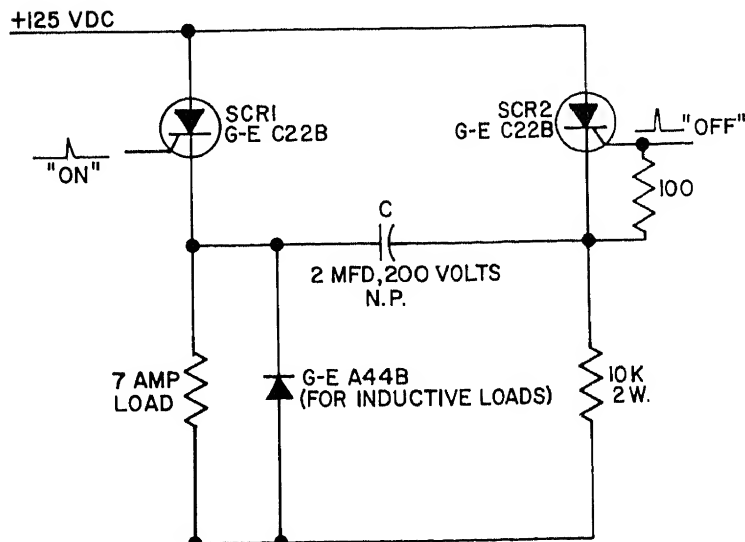 +125 VDC
SCR1
G-E C22B
"ON"
SCR2
G-E C22B
"OFF"
100
C
2 MFD, 200 VOLTS
N.P.
7 AMP
LOAD
G-E A44B
(FOR INDUCTIVE LOADS)
10K
2W.